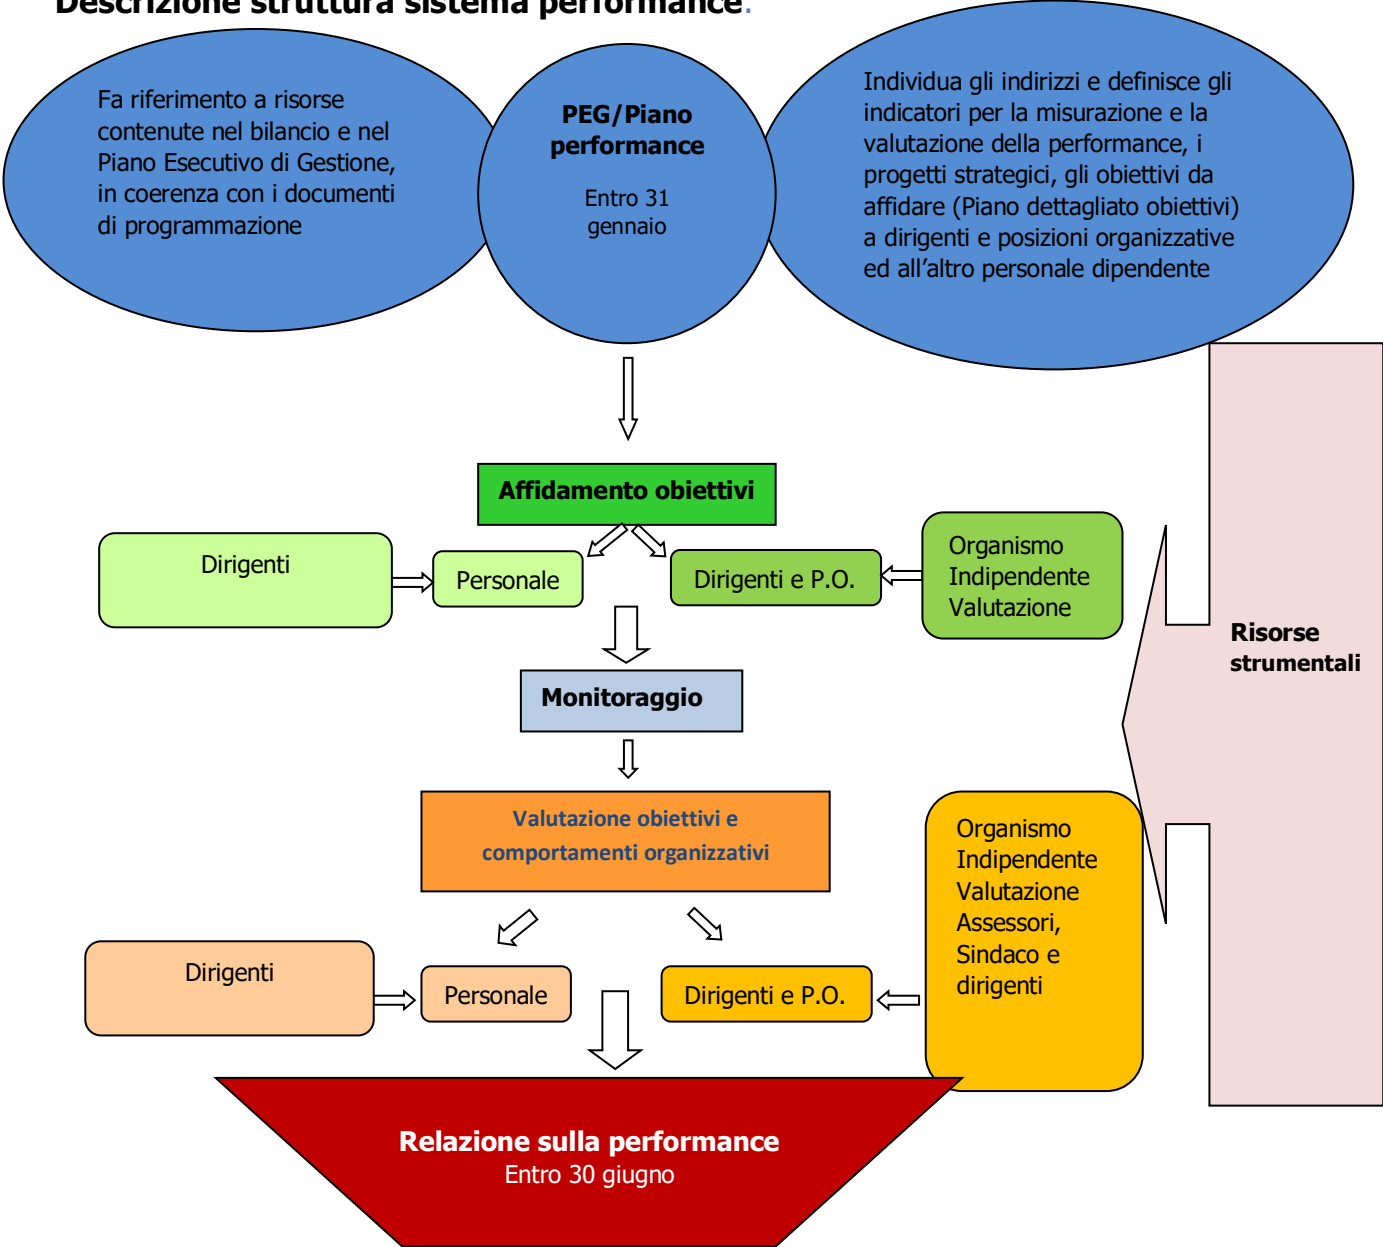 Descrizione struttura sistema performance.
Fa riferimento a risorse
contenute nel bilancio e nel
Piano Esecutivo di Gestione,
in coerenza con i documenti
di programmazione
PEG/Piano
performance
Entro 31
gennaio
Individua gli indirizzi e definisce gli
indicatori per la misurazione e la
valutazione della performance, i
progetti strategici, gli obiettivi da
affidare (Piano dettagliato obiettivi)
a dirigenti e posizioni organizzative
ed all’altro personale dipendente
Affidamento obiettivi
Dirigenti
Personale
Dirigenti e P.O.
Organismo
Indipendente
Valutazione
Risorse
strumentali
Monitoraggio
Valutazione obiettivi e
comportamenti organizzativi
Dirigenti
Personale
Dirigenti e P.O.
Organismo
Indipendente
Valutazione
Assessori,
Sindaco e
dirigenti
Relazione sulla performance
Entro 30 giugno